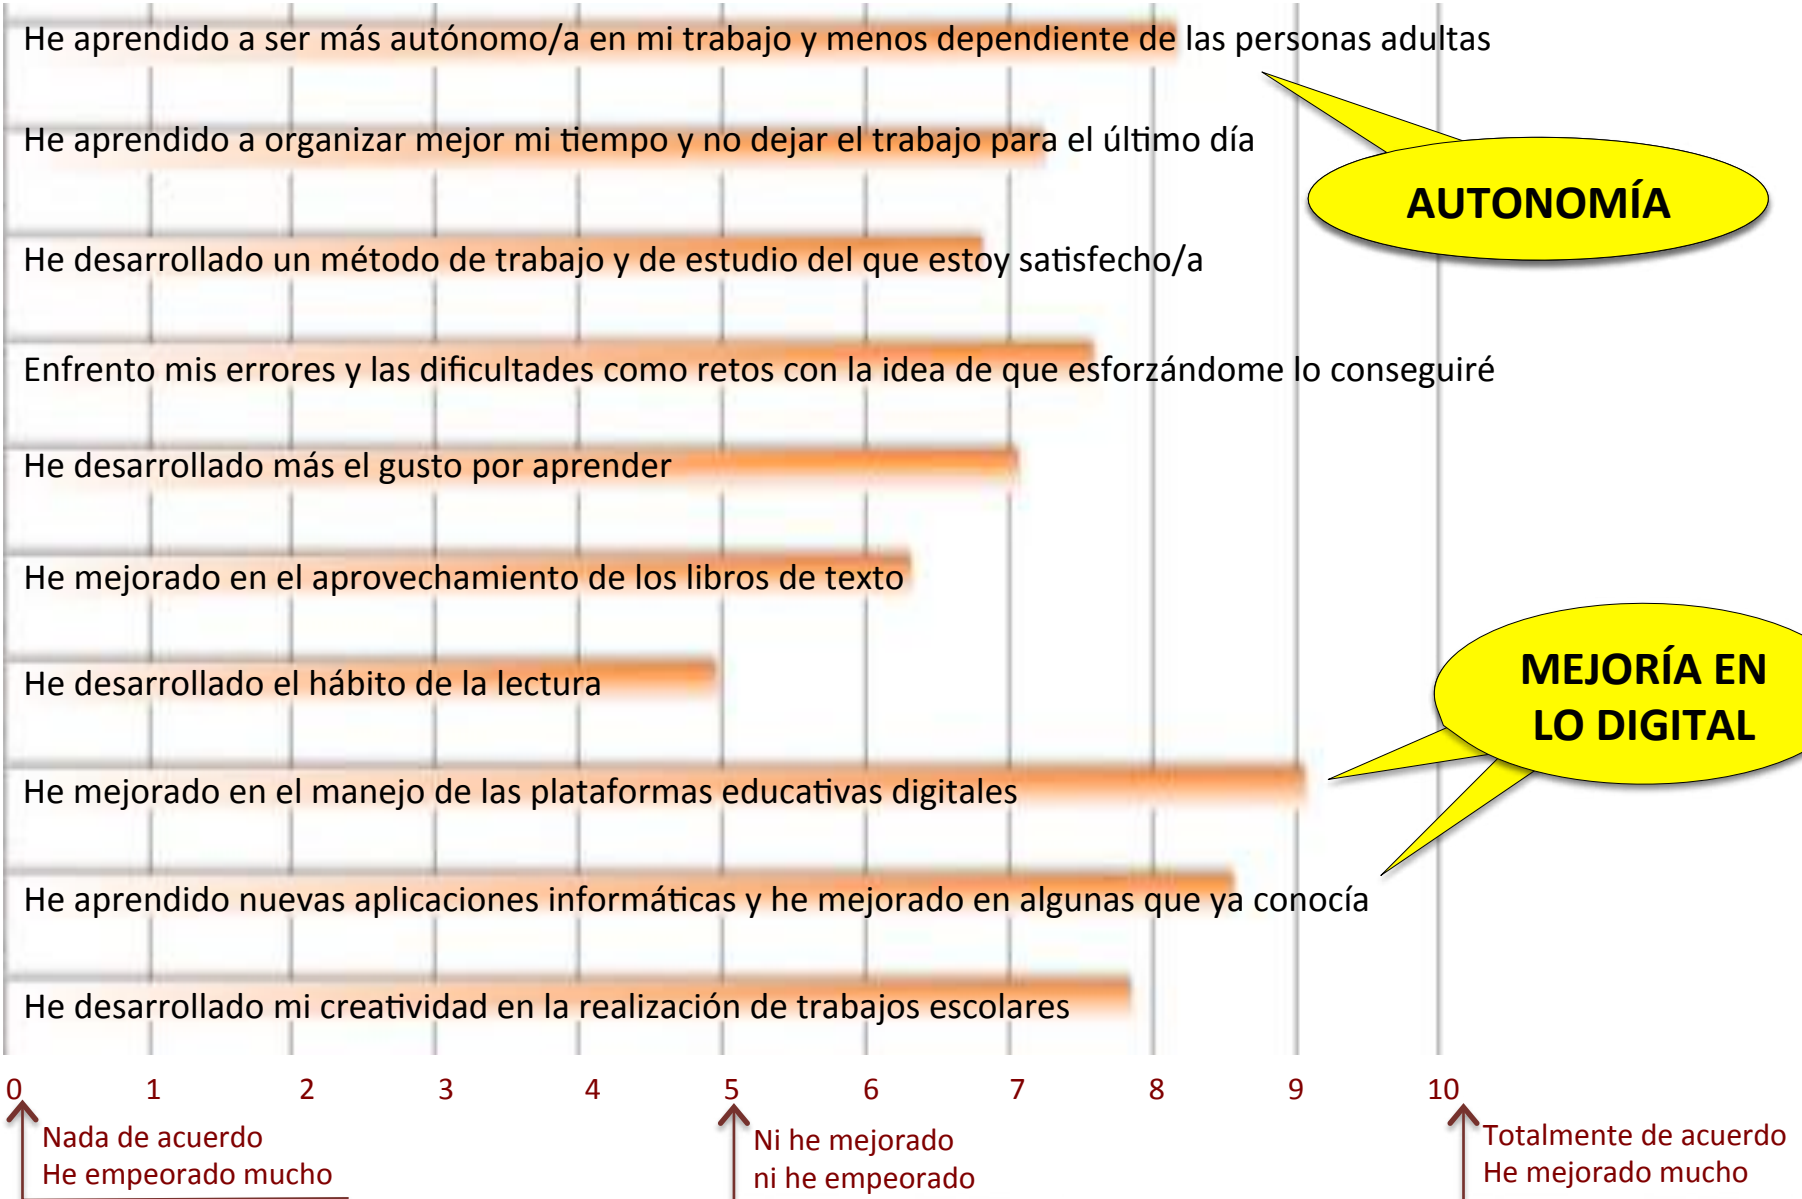 He aprendido a ser más autónomo/a en mi trabajo y menos dependiente de las personas adultas
He aprendido a organizar mejor mi tiempo y no dejar el trabajo para el último día
AUTONOMÍA
He desarrollado un método de trabajo y de estudio del que estoy satisfecho/a
Enfrento mis errores y las dificultades como retos con la idea de que esforzándome lo conseguiré
He desarrollado más el gusto por aprender
He mejorado en el aprovechamiento de los libros de texto
He desarrollado el hábito de la lectura
MEJORÍA EN
LO DIGITAL
He mejorado en el manejo de las plataformas educativas digitales
He aprendido nuevas aplicaciones informáticas y he mejorado en algunas que ya conocía
He desarrollado mi creatividad en la realización de trabajos escolares
0 1 2 3 4 5 6 7 8 9 10
Nada de acuerdo
He empeorado mucho
Ni he mejorado
ni he empeorado
Totalmente de acuerdo
He mejorado mucho